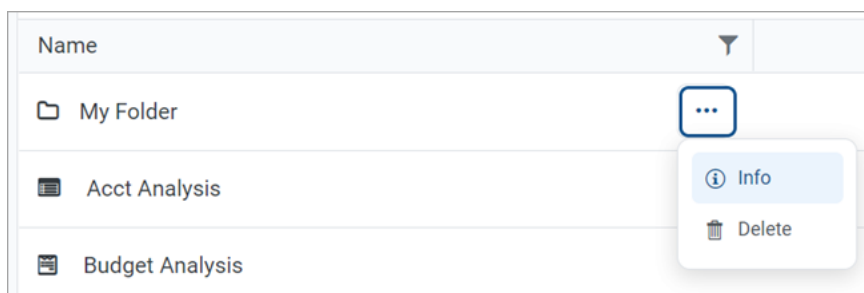 Name
My Folder
Info
Acct Analysis
Delete
Budget Analysis